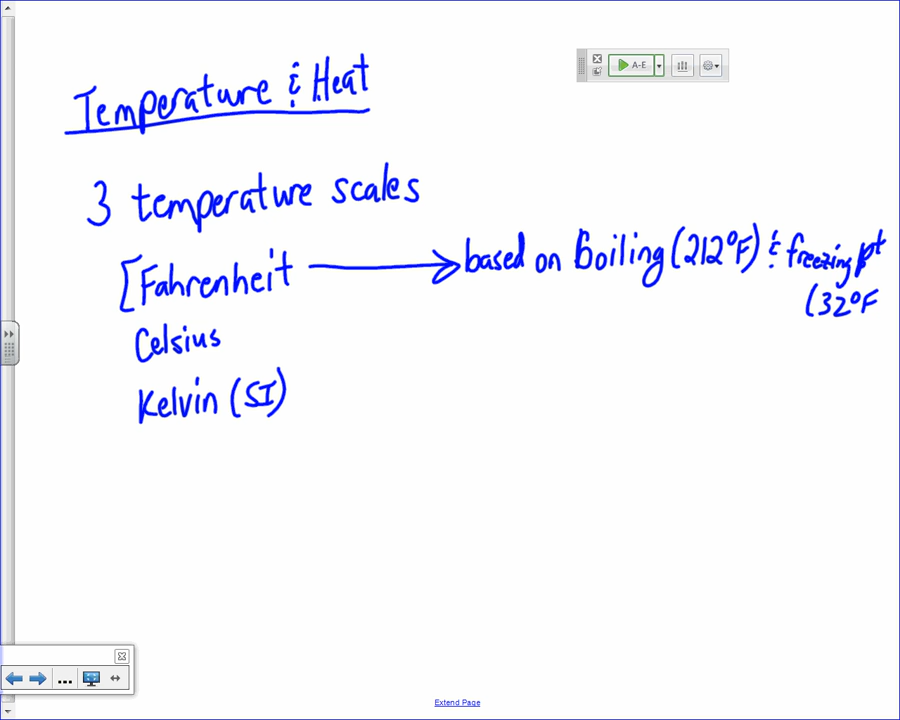 Temperature & Heat
A-E
3 temperature scales
[Fahrenheit → based on Boiling (212°F) & freezing pt
(32°F
Celsius
Kelvin (SI)
...
Extend Page